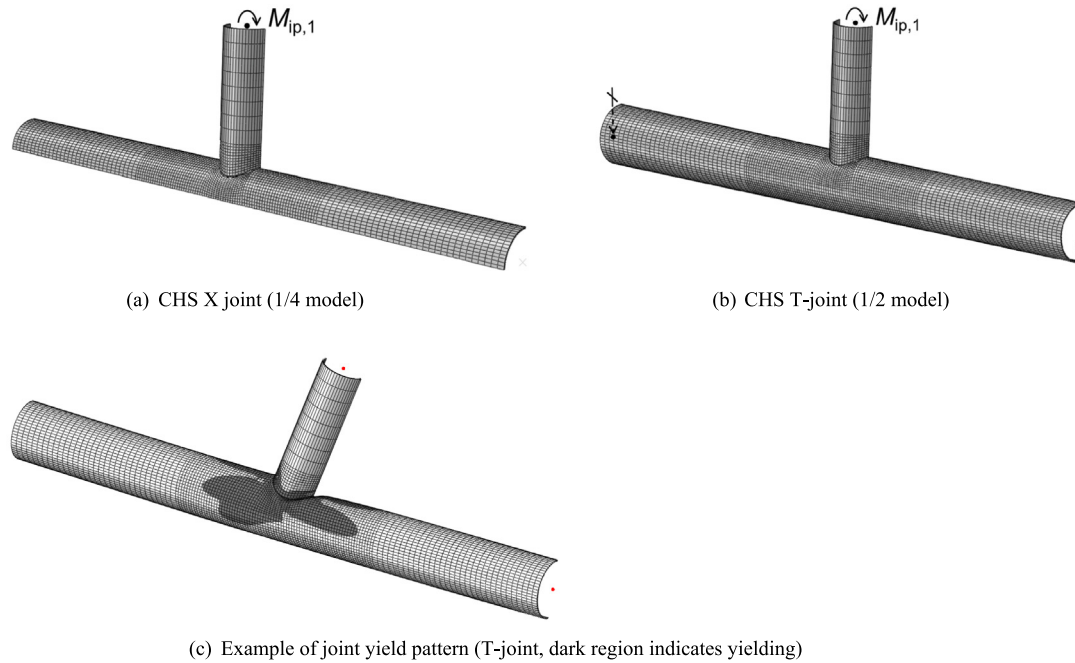 M_ip,1
M_ip,1
(a) CHS X joint (1/4 model)
(b) CHS T-joint (1/2 model)
(c) Example of joint yield pattern (T-joint, dark region indicates yielding)